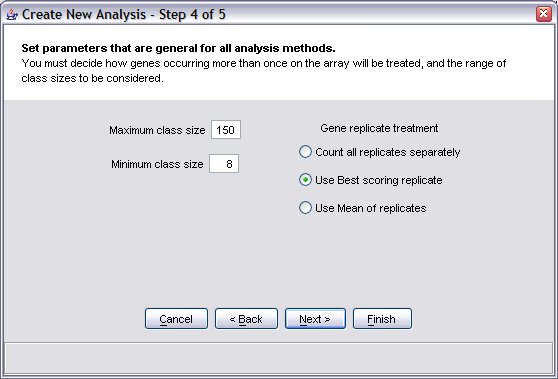 Create New Analysis - Step 4 of 5
Set parameters that are general for all analysis methods.
You must decide how genes occurring more than once on the array will be treated, and the range of
class sizes to be considered.
Maximum class size 150
Minimum class size 8
Gene replicate treatment
Count all replicates separately
Use Best scoring replicate
Use Mean of replicates
Cancel < Back Next > Finish